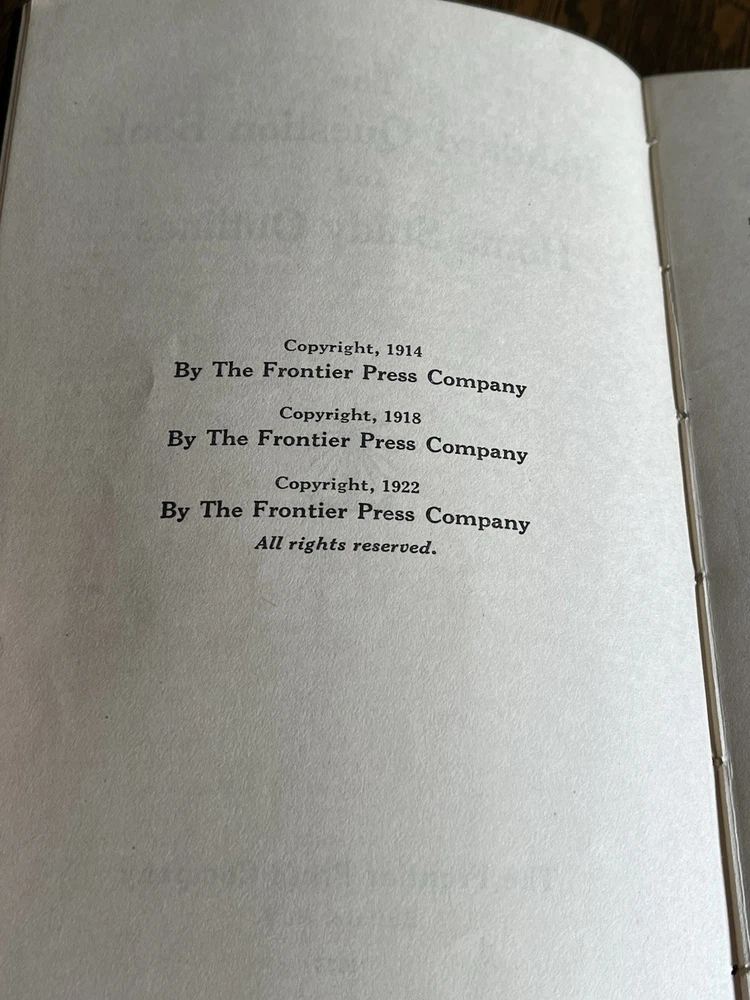 Copyright, 1914
By The Frontier Press Company
Copyright, 1918
By The Frontier Press Company
Copyright, 1922
By The Frontier Press Company
All rights reserved.